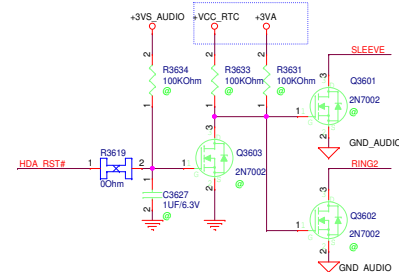 +3VS_AUDIO +VCC_RTC +3VA
SLEEVE
2 2 2
R3634 R3633 R3631 3 Q3601
100KOhm 100KOhm 100KOhm
@ @ @ 2N7002
1 1 1 1 @
3 2
R3619 Q3603 GND_AUDIO
HDA_RST# 1 2 1 RING2
0Ohm 2N7002 3
C3627 2 @ Q3602
1UF/6.3V 1 2N7002
@ @
2
GND_AUDIO